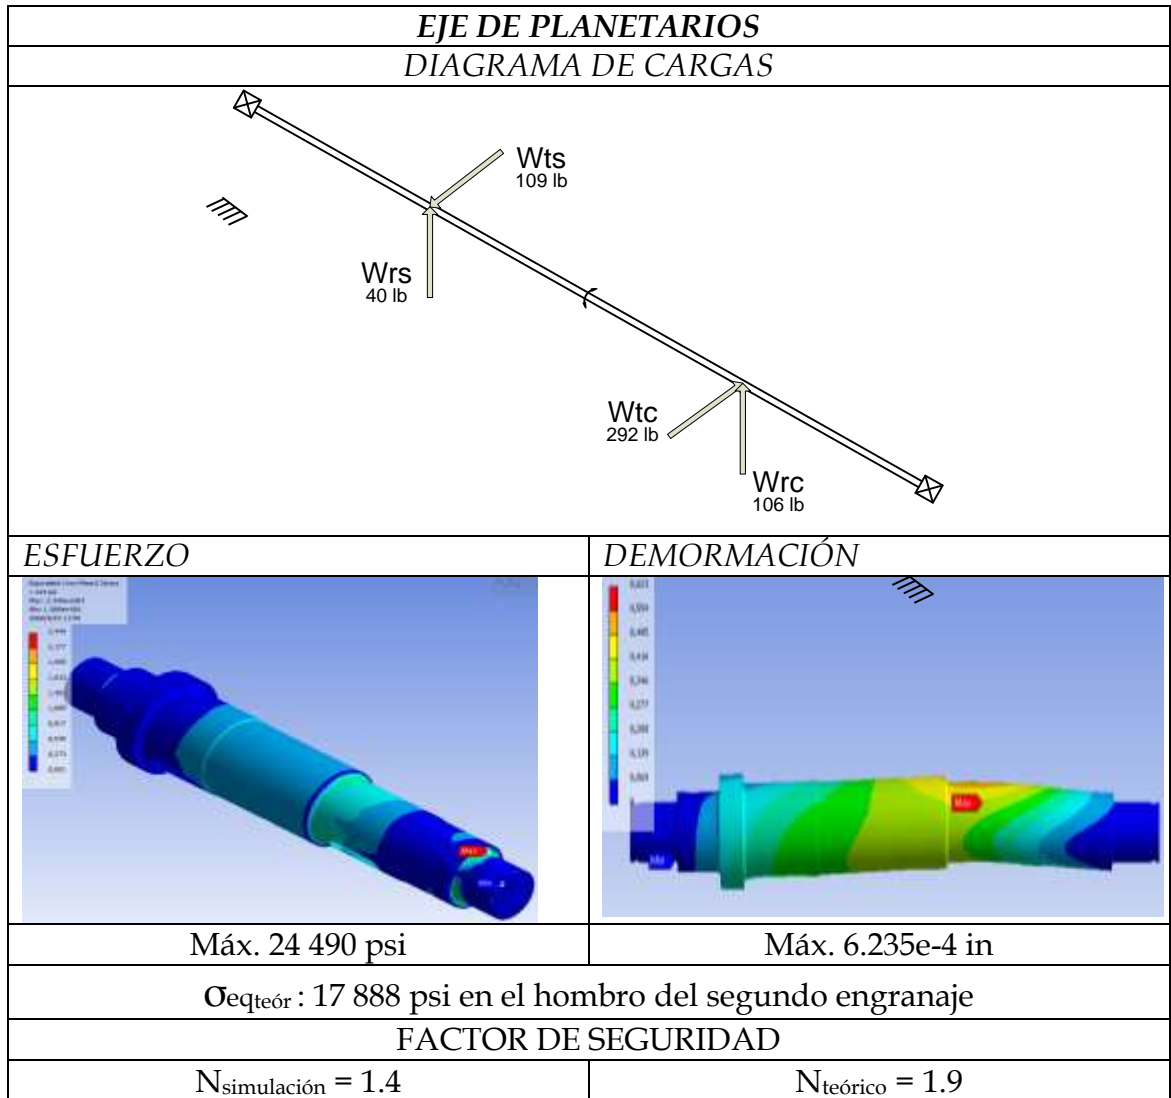 EJE DE PLANETARIOS
DIAGRAMA DE CARGAS
Wts
109 lb
Wrs
40 lb
Wtc
292 lb
Wrc
106 lb
ESFUERZO
DEMORMACIÓN
Máx. 24 490 psi
Máx. 6.235e-4 in
σeqteór : 17 888 psi en el hombro del segundo engranaje
FACTOR DE SEGURIDAD
Nsimulación = 1.4
Nteórico = 1.9